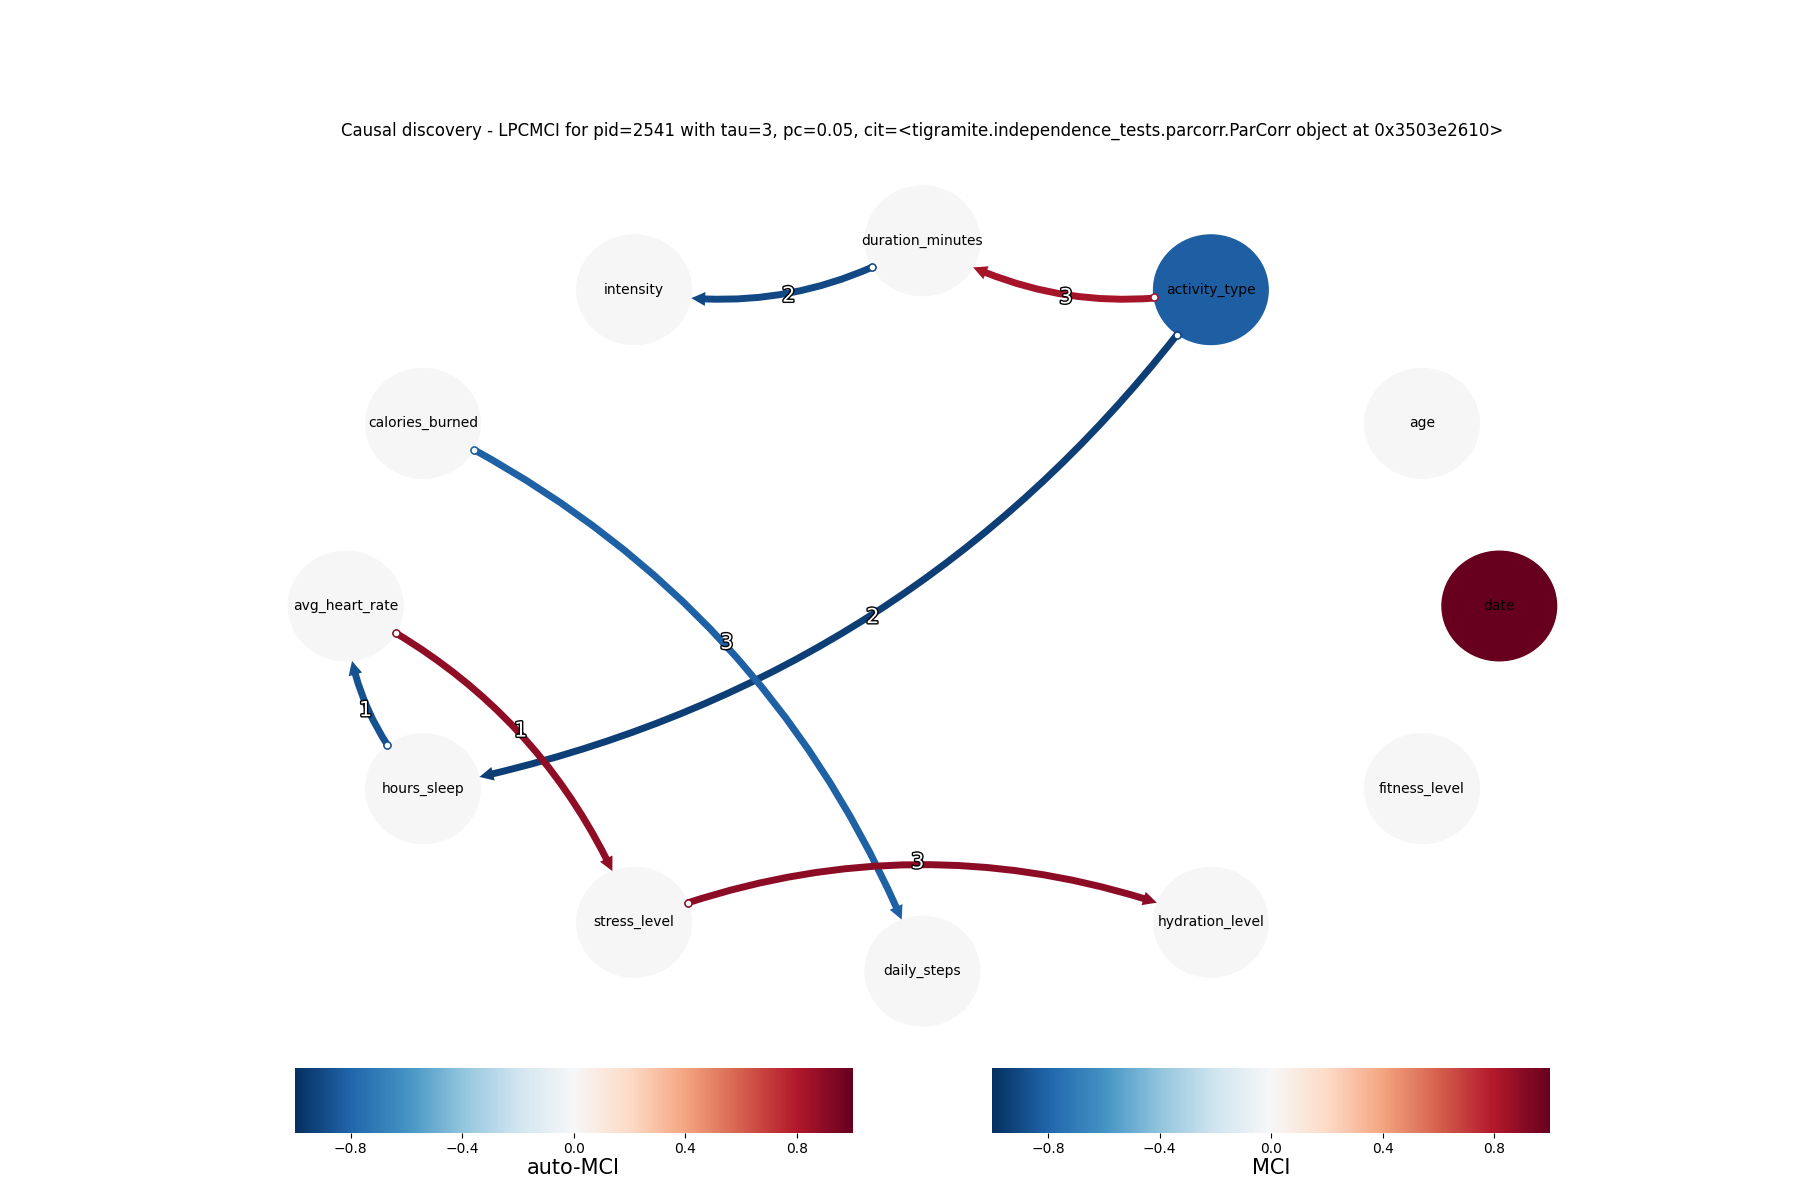 Causal discovery - LPCMCI for pid=2541 with tau=3, pc=0.05, cit=<tigramite.independence_tests.parcorr.ParCorr object at 0x3503e2610>
duration_minutes
intensity
activity_type
2
3
calories_burned
age
avg_heart_rate
date
2
3
1
1
hours_sleep
fitness_level
3
stress_level
hydration_level
daily_steps
−0.8 −0.4 0.0 0.4 0.8
auto-MCI
−0.8 −0.4 0.0 0.4 0.8
MCI